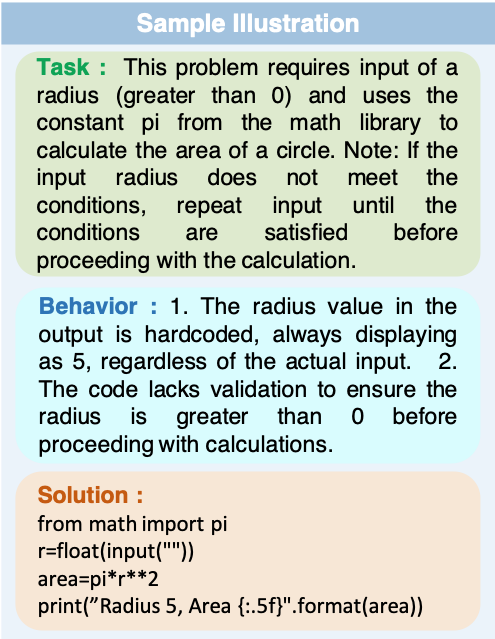 Sample Illustration
Task : This problem requires input of a
radius (greater than 0) and uses the
constant pi from the math library to
calculate the area of a circle. Note: If the
input radius does not meet the
conditions, repeat input until the
conditions are satisfied before
proceeding with the calculation.
Behavior : 1. The radius value in the
output is hardcoded, always displaying
as 5, regardless of the actual input. 2.
The code lacks validation to ensure the
radius is greater than 0 before
proceeding with calculations.
Solution :
from math import pi
r=float(input(""))
area=pi*r**2
print(”Radius 5, Area {:.5f}".format(area))